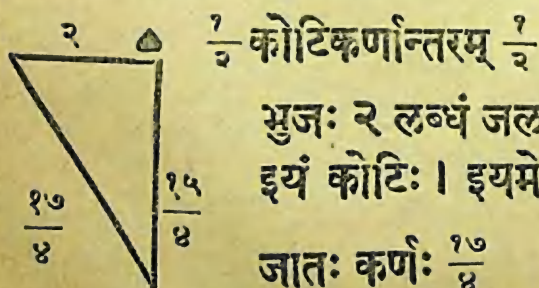 २
१/२ कोटिकर्णान्तरम् १/२
भुजः २ लब्धं जल
इयं कोटिः । इयमे
१७/४
१५/४
जातः कर्णः १७/४